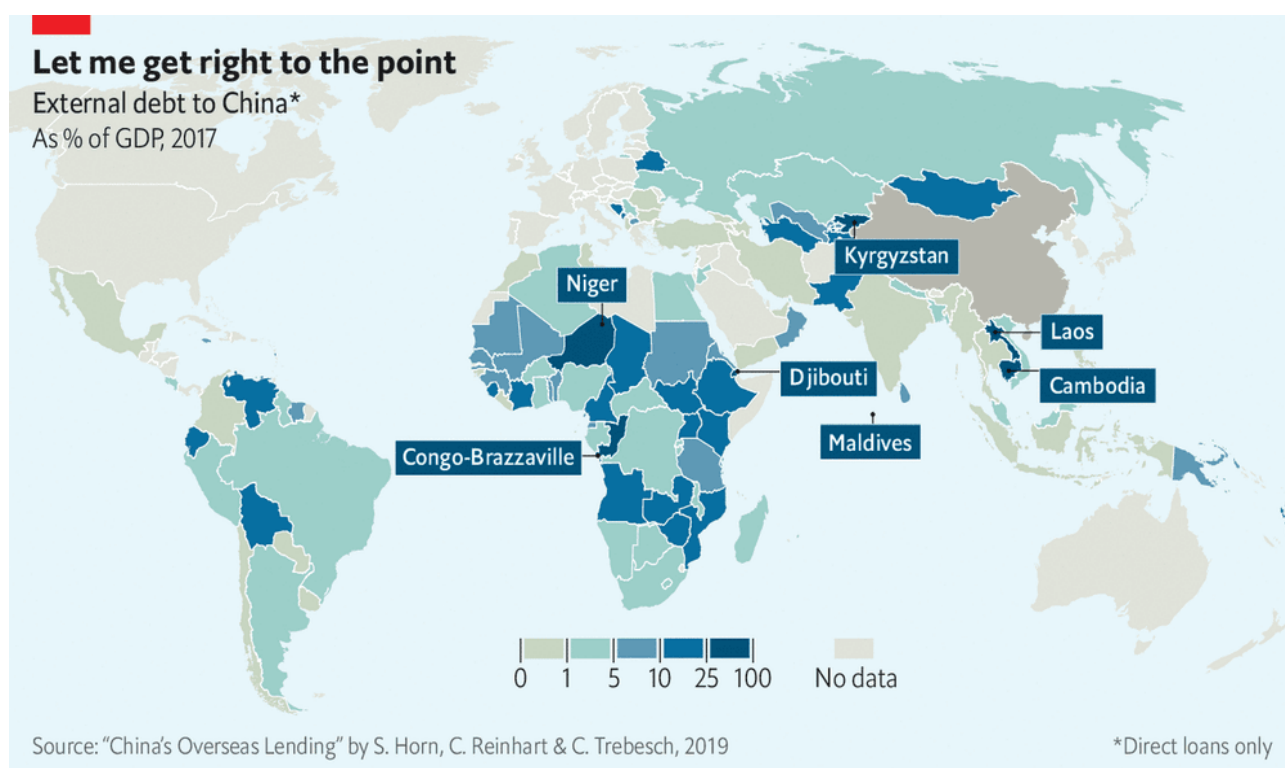 Let me get right to the point
External debt to China*
As % of GDP, 2017
Kyrgyzstan
Niger
Laos
Djibouti
Cambodia
Maldives
Congo-Brazzaville
0 1 5 10 25 100 No data
Source: “China’s Overseas Lending” by S. Horn, C. Reinhart & C. Trebesch, 2019 *Direct loans only